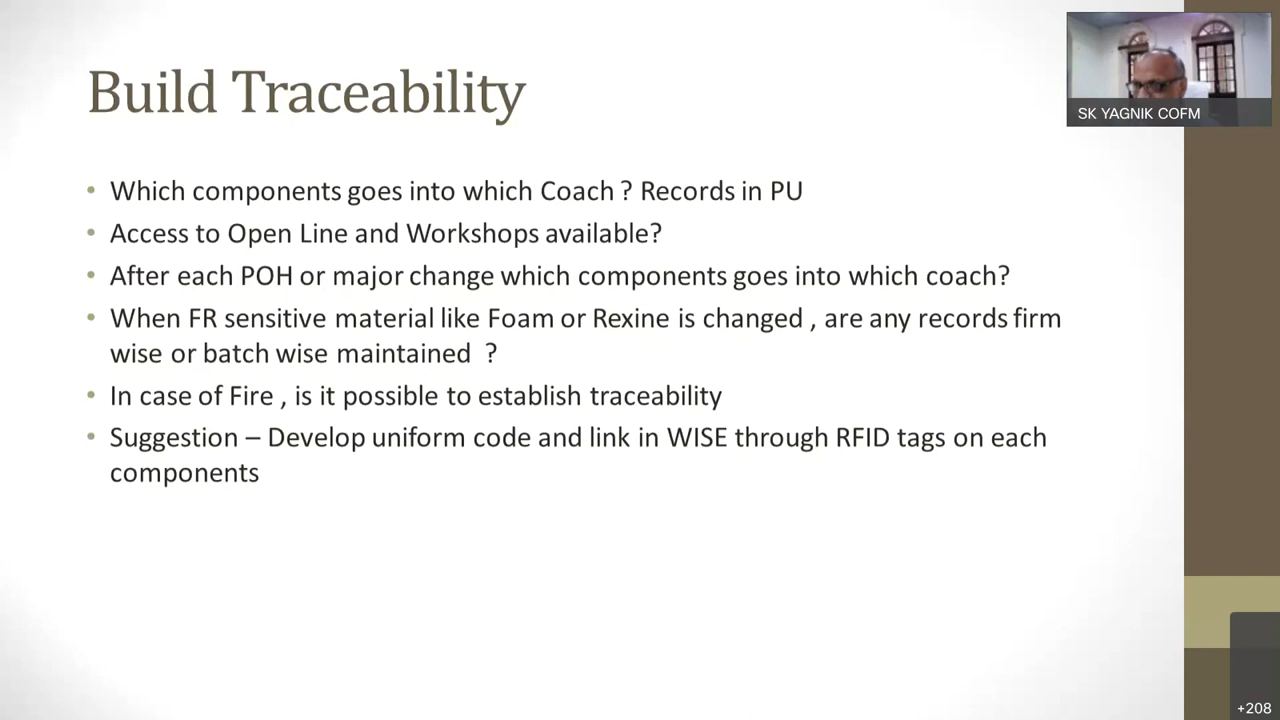 Build Traceability
SK YAGNIK COFM
• Which components goes into which Coach ? Records in PU
• Access to Open Line and Workshops available?
• After each POH or major change which components goes into which coach?
• When FR sensitive material like Foam or Rexine is changed , are any records firm
wise or batch wise maintained ?
• In case of Fire , is it possible to establish traceability
• Suggestion – Develop uniform code and link in WISE through RFID tags on each
components
+208